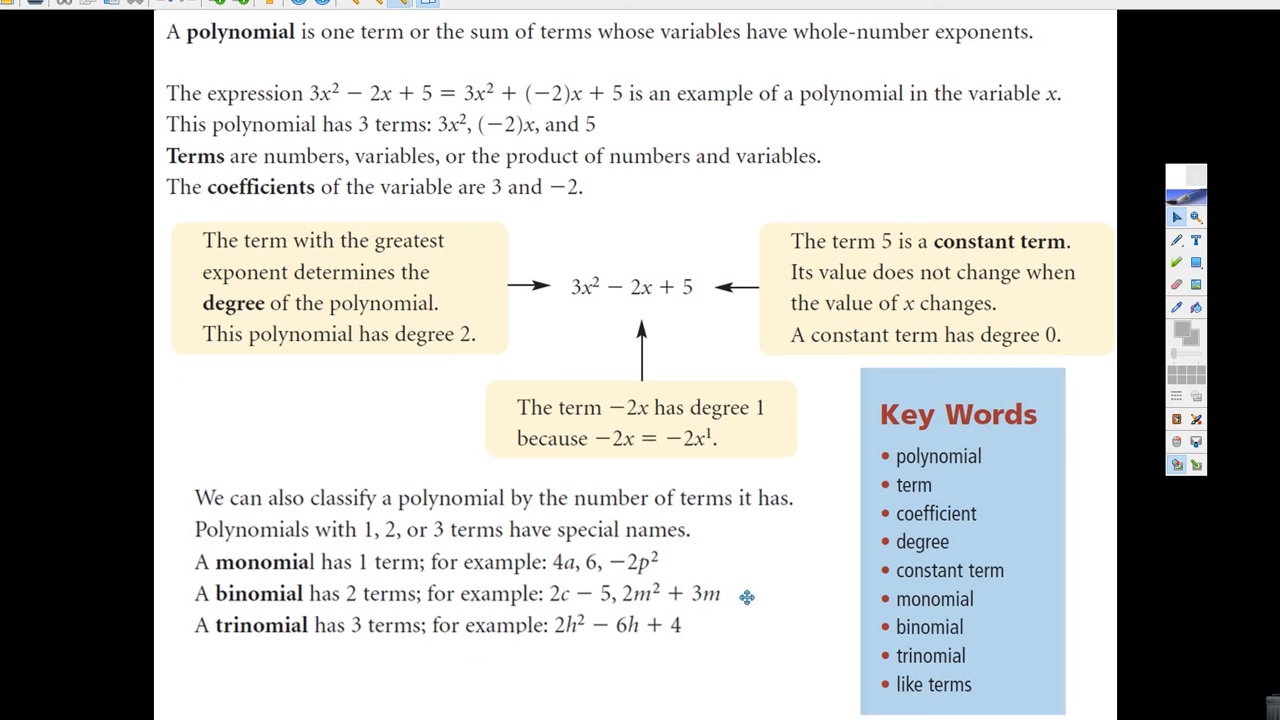 A polynomial is one term or the sum of terms whose variables have whole-number exponents.
The expression 3x² − 2x + 5 = 3x² + (−2)x + 5 is an example of a polynomial in the variable x.
This polynomial has 3 terms: 3x², (−2)x, and 5
Terms are numbers, variables, or the product of numbers and variables.
The coefficients of the variable are 3 and −2.
The term with the greatest
exponent determines the
degree of the polynomial.
This polynomial has degree 2.
3x² − 2x + 5
The term 5 is a constant term.
Its value does not change when
the value of x changes.
A constant term has degree 0.
The term −2x has degree 1
because −2x = −2x¹.
We can also classify a polynomial by the number of terms it has.
Polynomials with 1, 2, or 3 terms have special names.
A monomial has 1 term; for example: 4a, 6, −2p²
A binomial has 2 terms; for example: 2c − 5, 2m² + 3m
A trinomial has 3 terms; for example: 2h² − 6h + 4
Key Words
• polynomial
• term
• coefficient
• degree
• constant term
• monomial
• binomial
• trinomial
• like terms